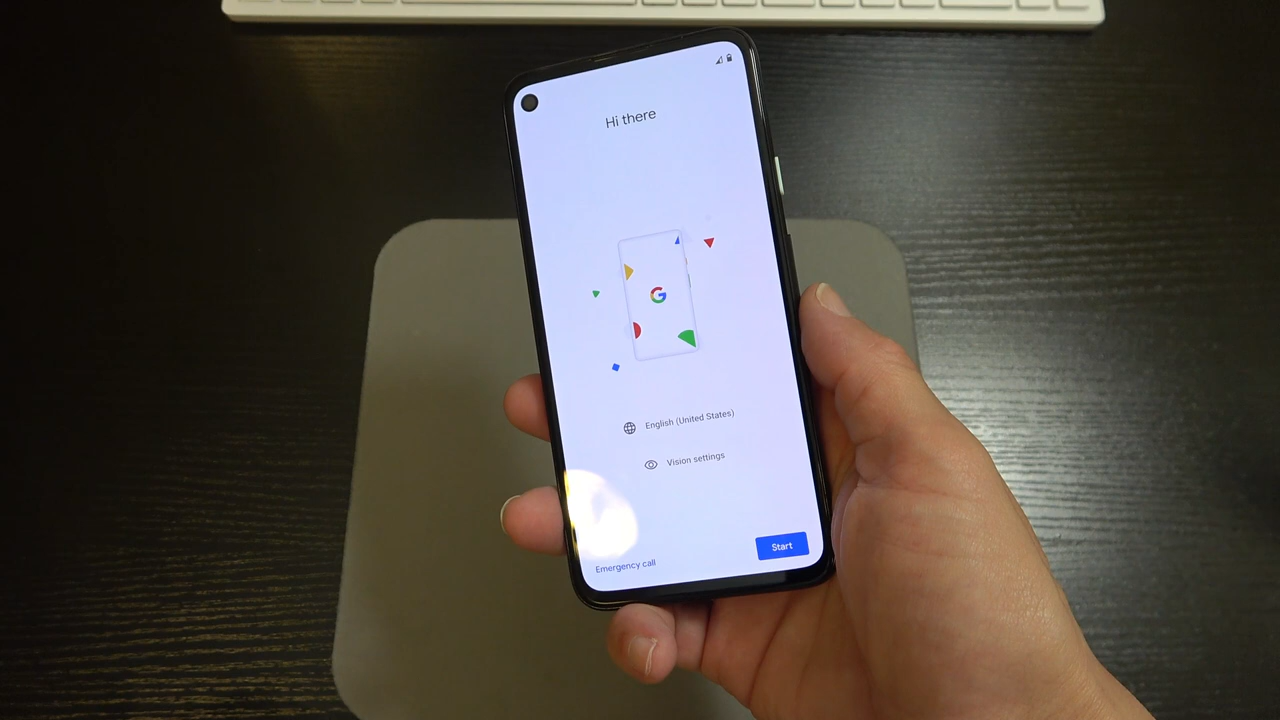 Hi there
G
English (United States)
Vision settings
Start
Emergency call